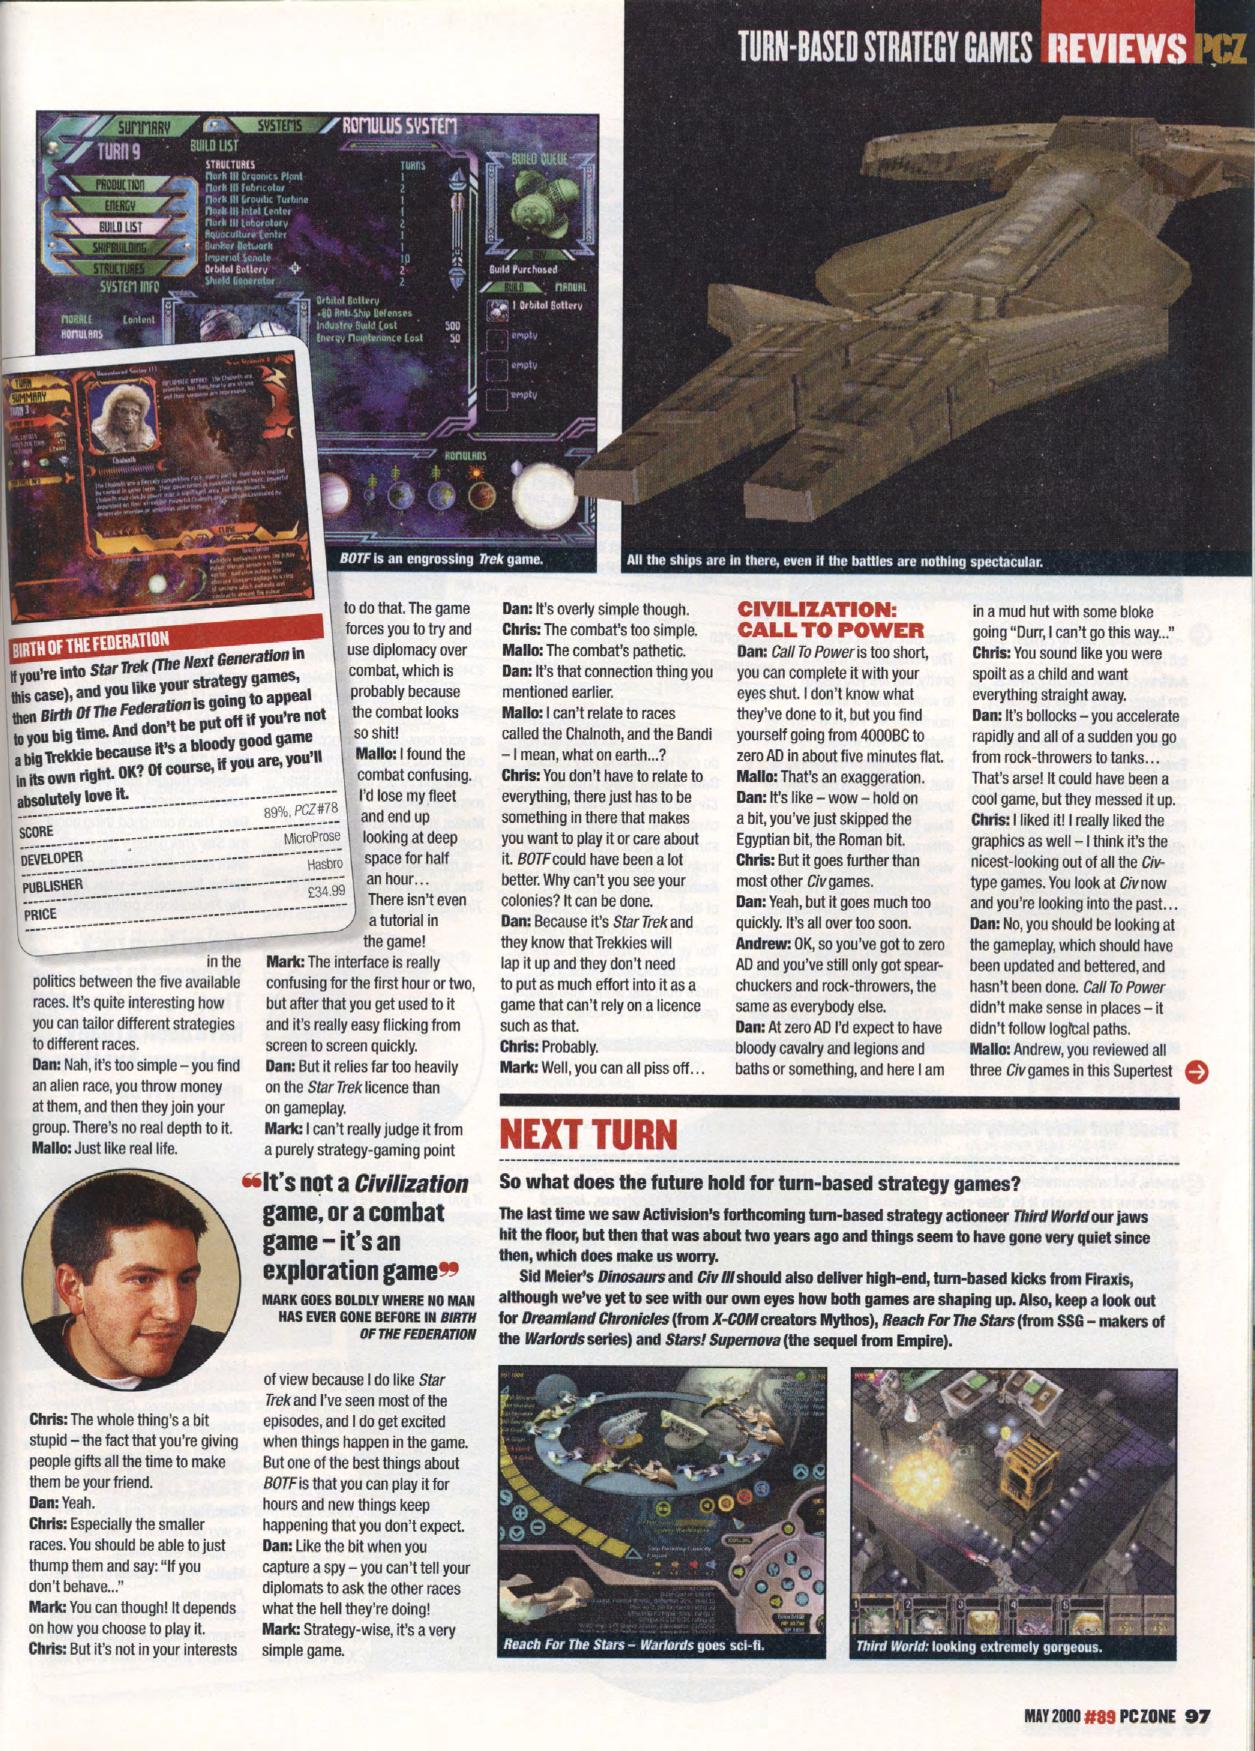 TURN-BASED STRATEGY GAMES REVIEWS PCZ
SUMMARY
SYSTEMS
ROMULUS SYSTEM
TURN 9
BUILD LIST
STRUCTURES
TURNS
BUILD QUEUE
PRODUCTION
ENERGY
BUILD LIST
SHIPBUILDING
STRUCTURES
Mark III Organics Plant 1
Mark III Fabricator 2
Mark III Gravitic Turbine 1
Mark III Intel Center 1
Mark III Laboratory 2
Aquaculture Center 1
Bunker Network 1
Imperial Senate 10
Orbital Battery 2
Shield Generator 2
SYSTEM INFO
MORALE Content
ROMULANS
BUY
Build Purchased
BUILD MANUAL
1 Orbital Battery
empty
empty
empty
Orbital Battery
+80 Anti-Ship Defenses
Industry Build Cost 500
Energy Maintenance Cost 50
ROMULANS
TURN
SUMMARY
TURN 3
Chalnoth
CLOSE
BOTF is an engrossing Trek game.
All the ships are in there, even if the battles are nothing spectacular.
BIRTH OF THE FEDERATION
If you're into Star Trek (The Next Generation in
this case), and you like your strategy games,
then Birth Of The Federation is going to appeal
to you big time. And don't be put off if you're not
a big Trekkie because it's a bloody good game
in its own right. OK? Of course, if you are, you'll
absolutely love it.
SCORE 89%, PCZ #78
DEVELOPER MicroProse
PUBLISHER Hasbro
PRICE £34.99
in the
politics between the five available
races. It's quite interesting how
you can tailor different strategies
to different races.
Dan: Nah, it's too simple – you find
an alien race, you throw money
at them, and then they join your
group. There's no real depth to it.
Mallo: Just like real life.
Chris: The whole thing's a bit
stupid – the fact that you're giving
people gifts all the time to make
them be your friend.
Dan: Yeah.
Chris: Especially the smaller
races. You should be able to just
thump them and say: "If you
don't behave..."
Mark: You can though! It depends
on how you choose to play it.
Chris: But it's not in your interests
to do that. The game
forces you to try and
use diplomacy over
combat, which is
probably because
the combat looks
so shit!
Mallo: I found the
combat confusing.
I'd lose my fleet
and end up
looking at deep
space for half
an hour...
There isn't even
a tutorial in
the game!
Mark: The interface is really
confusing for the first hour or two,
but after that you get used to it
and it's really easy flicking from
screen to screen quickly.
Dan: But it relies far too heavily
on the Star Trek licence than
on gameplay.
Mark: I can't really judge it from
a purely strategy-gaming point
“It's not a Civilization
game, or a combat
game – it's an
exploration game”
MARK GOES BOLDLY WHERE NO MAN
HAS EVER GONE BEFORE IN BIRTH
OF THE FEDERATION
of view because I do like Star
Trek and I've seen most of the
episodes, and I do get excited
when things happen in the game.
But one of the best things about
BOTF is that you can play it for
hours and new things keep
happening that you don't expect.
Dan: Like the bit when you
capture a spy – you can't tell your
diplomats to ask the other races
what the hell they're doing!
Mark: Strategy-wise, it's a very
simple game.
Dan: It's overly simple though.
Chris: The combat's too simple.
Mallo: The combat's pathetic.
Dan: It's that connection thing you
mentioned earlier.
Mallo: I can't relate to races
called the Chalnoth, and the Bandi
– I mean, what on earth...?
Chris: You don't have to relate to
everything, there just has to be
something in there that makes
you want to play it or care about
it. BOTF could have been a lot
better. Why can't you see your
colonies? It can be done.
Dan: Because it's Star Trek and
they know that Trekkies will
lap it up and they don't need
to put as much effort into it as a
game that can't rely on a licence
such as that.
Chris: Probably.
Mark: Well, you can all piss off...
CIVILIZATION:
CALL TO POWER
Dan: Call To Power is too short,
you can complete it with your
eyes shut. I don't know what
they've done to it, but you find
yourself going from 4000BC to
zero AD in about five minutes flat.
Mallo: That's an exaggeration.
Dan: It's like – wow – hold on
a bit, you've just skipped the
Egyptian bit, the Roman bit.
Chris: But it goes further than
most other Civ games.
Dan: Yeah, but it goes much too
quickly. It's all over too soon.
Andrew: OK, so you've got to zero
AD and you've still only got spear-
chuckers and rock-throwers, the
same as everybody else.
Dan: At zero AD I'd expect to have
bloody cavalry and legions and
baths or something, and here I am
in a mud hut with some bloke
going "Durr, I can't go this way..."
Chris: You sound like you were
spoilt as a child and want
everything straight away.
Dan: It's bollocks – you accelerate
rapidly and all of a sudden you go
from rock-throwers to tanks...
That's arse! It could have been a
cool game, but they messed it up.
Chris: I liked it! I really liked the
graphics as well – I think it's the
nicest-looking out of all the Civ-
type games. You look at Civ now
and you're looking into the past...
Dan: No, you should be looking at
the gameplay, which should have
been updated and bettered, and
hasn't been done. Call To Power
didn't make sense in places – it
didn't follow logical paths.
Mallo: Andrew, you reviewed all
three Civ games in this Supertest
NEXT TURN
So what does the future hold for turn-based strategy games?
The last time we saw Activision's forthcoming turn-based strategy actioneer Third World our jaws
hit the floor, but then that was about two years ago and things seem to have gone very quiet since
then, which does make us worry.
Sid Meier's Dinosaurs and Civ III should also deliver high-end, turn-based kicks from Firaxis,
although we've yet to see with our own eyes how both games are shaping up. Also, keep a look out
for Dreamland Chronicles (from X-COM creators Mythos), Reach For The Stars (from SSG – makers of
the Warlords series) and Stars! Supernova (the sequel from Empire).
Reach For The Stars – Warlords goes sci-fi.
Third World: looking extremely gorgeous.
MAY 2000 #89 PC ZONE 97